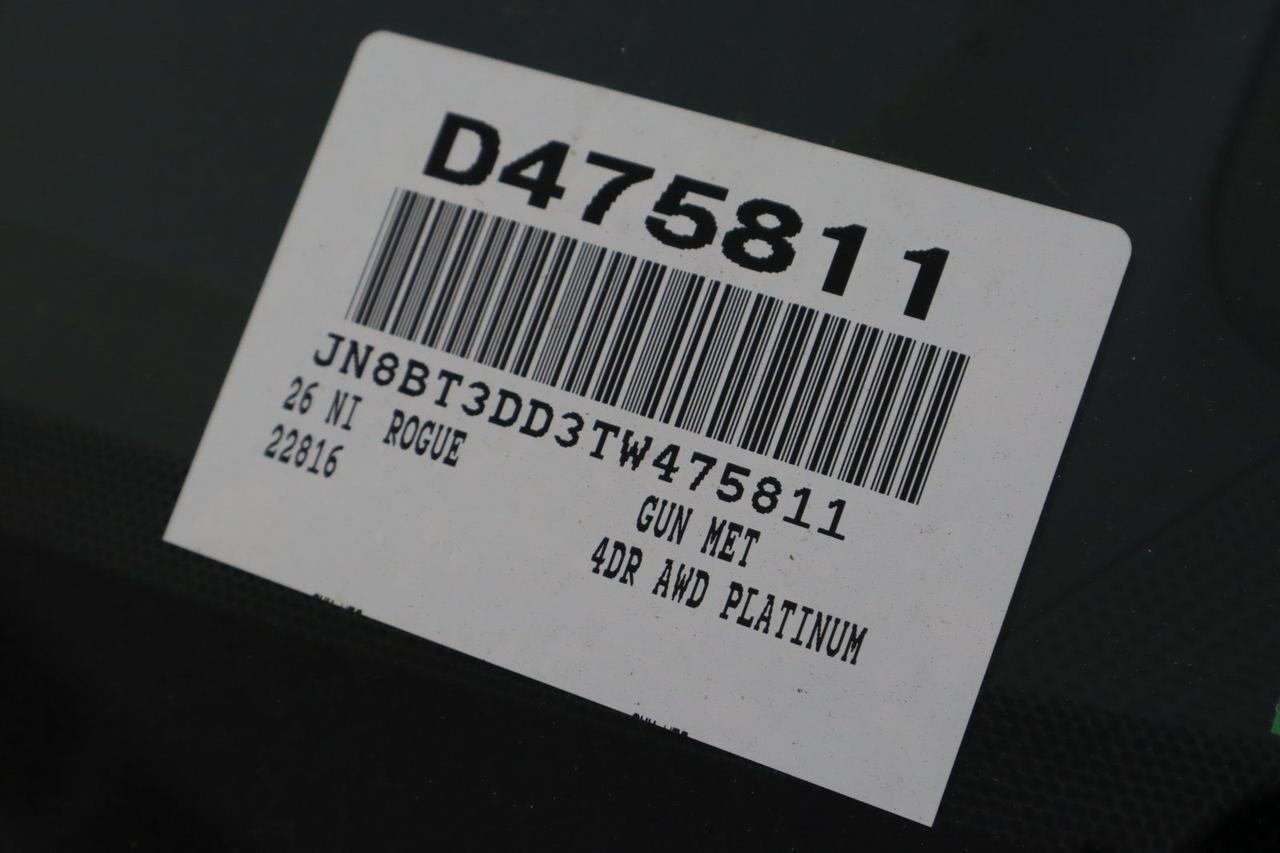 D475811
JN8BT3DD3TW475811
26 NI ROGUE
22816
GUN MET
4DR AWD PLATINUM